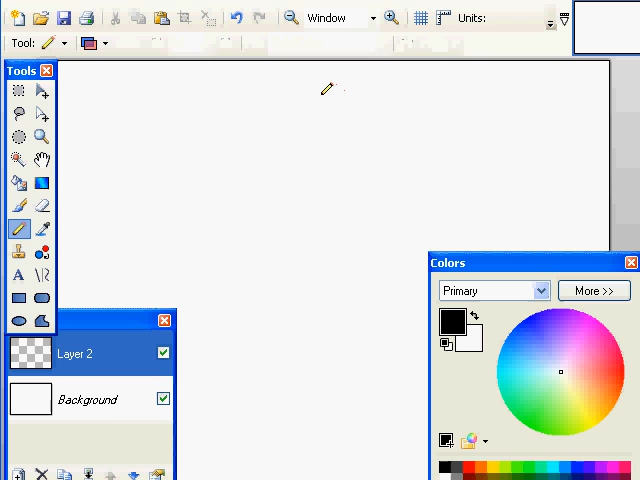 Window
Units:
Tool:
Tools
Colors
Primary
More >>
A
Layer 2
Background